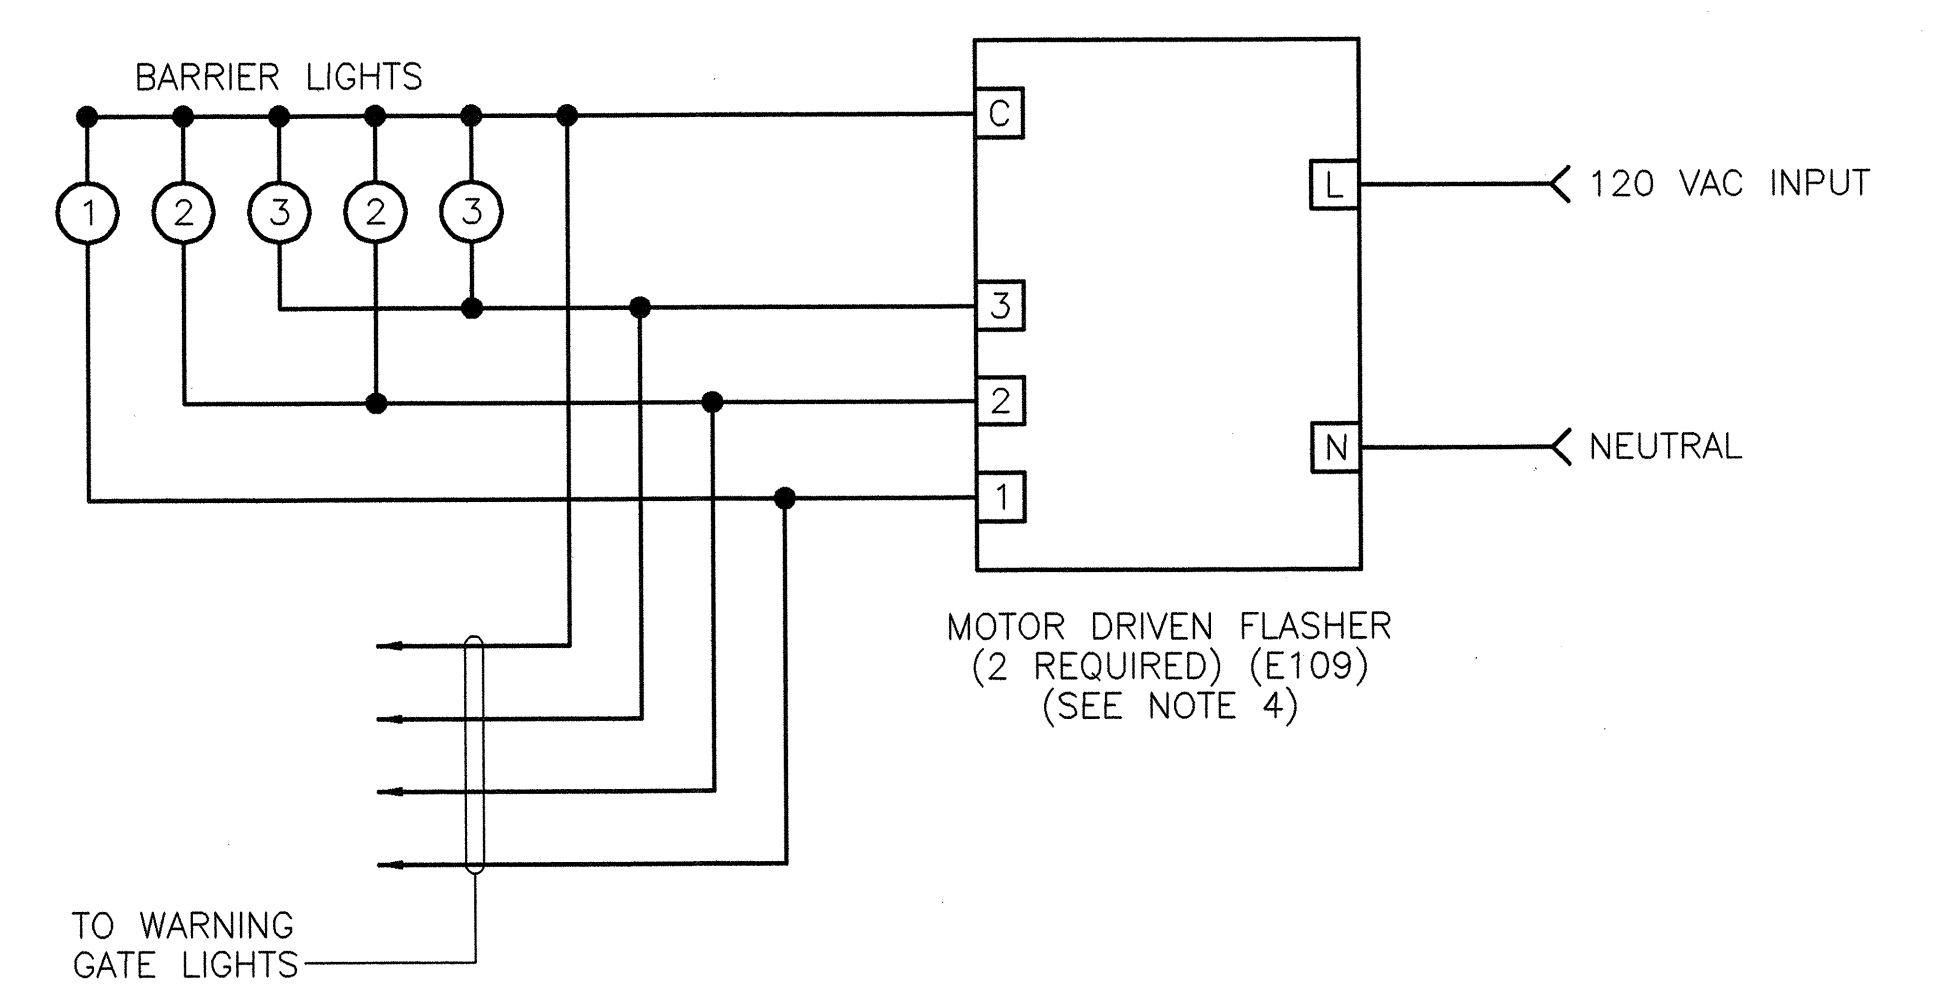 BARRIER LIGHTS
C
L
120 VAC INPUT
1
2
3
2
3
3
2
N
NEUTRAL
1
MOTOR DRIVEN FLASHER
(2 REQUIRED) (E109)
(SEE NOTE 4)
TO WARNING
GATE LIGHTS